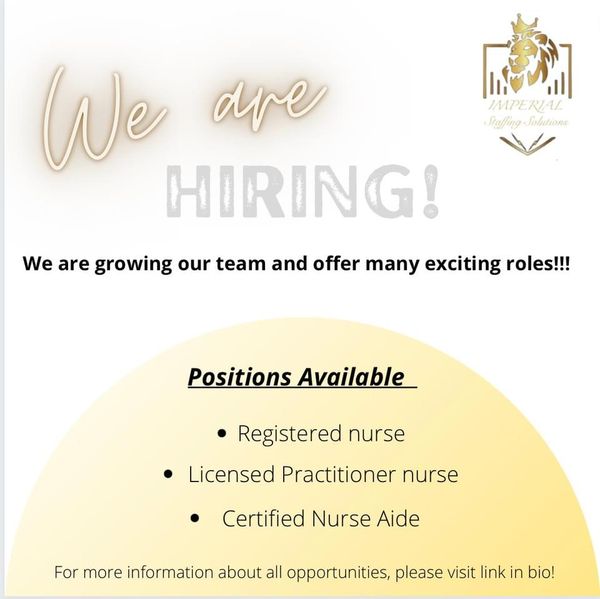 We are
IMPERIAL
Staffing Solutions
HIRING!
We are growing our team and offer many exciting roles!!!
Positions Available
• Registered nurse
• Licensed Practitioner nurse
• Certified Nurse Aide
For more information about all opportunities, please visit link in bio!